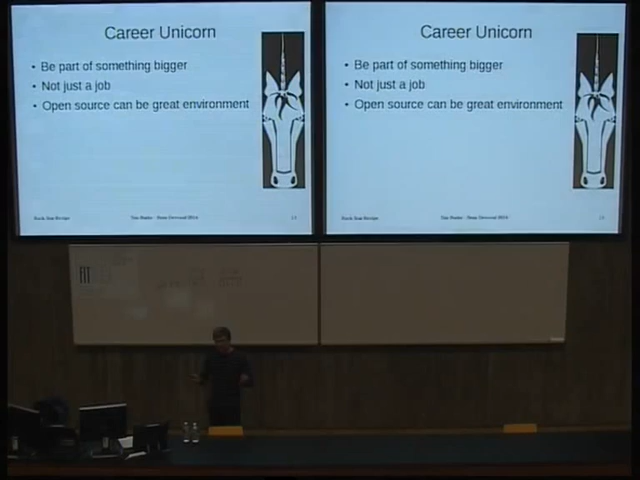 Career Unicorn
• Be part of something bigger
• Not just a job
• Open source can be great environment
Career Unicorn
• Be part of something bigger
• Not just a job
• Open source can be great environment
FIT